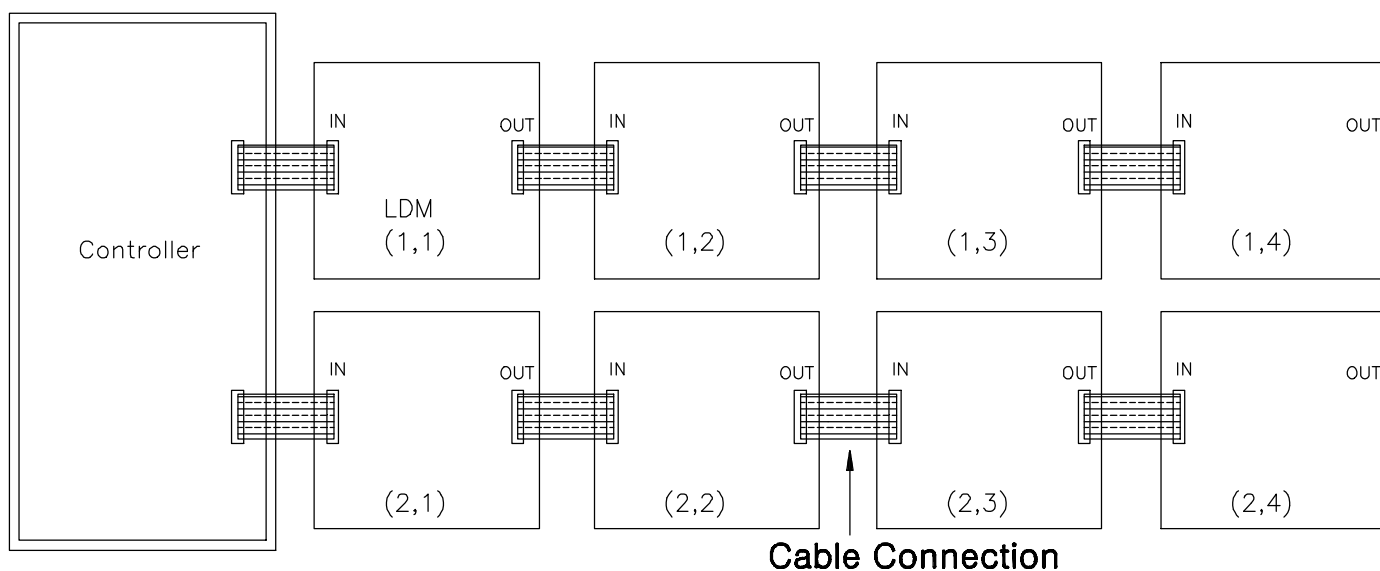 IN OUT IN OUT IN OUT IN OUT
LDM
Controller (1,1) (1,2) (1,3) (1,4)
IN OUT IN OUT IN OUT IN OUT
(2,1) (2,2) (2,3) (2,4)
Cable Connection